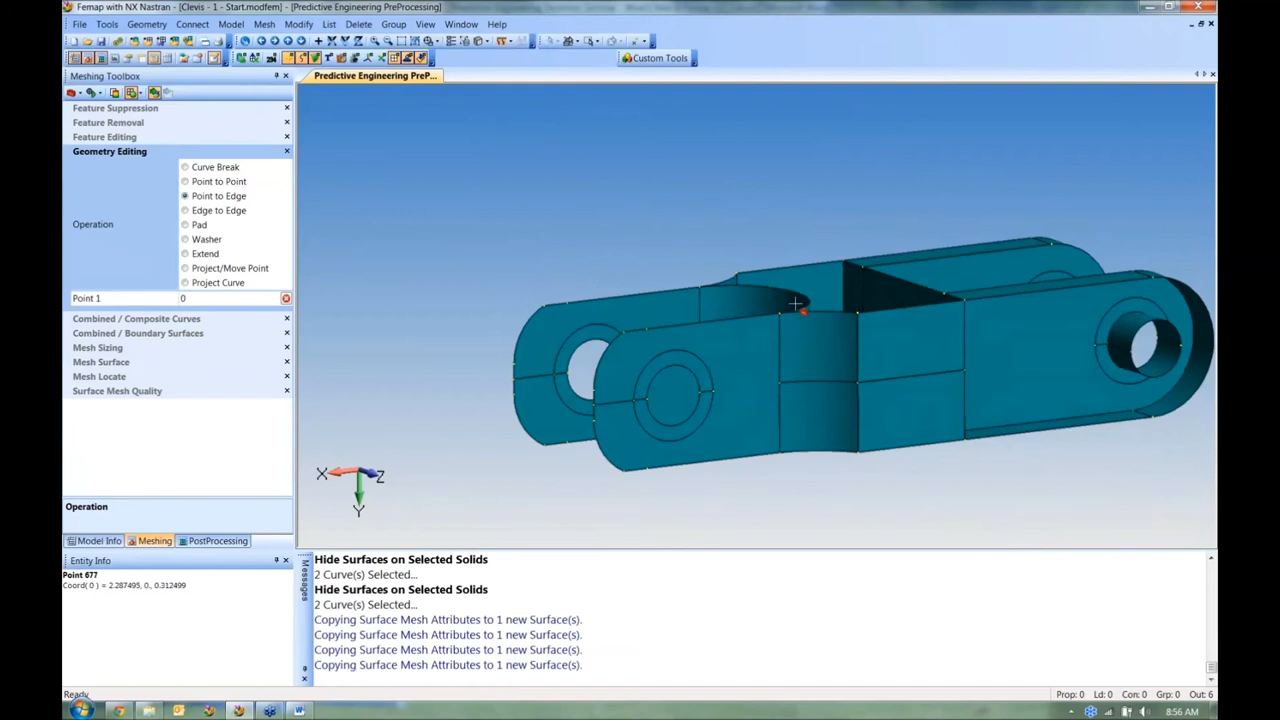 Femap with NX Nastran - [Clevis - 1 - Start.modfem] - [Predictive Engineering PreProcessing]
File Tools Geometry Connect Model Mesh Modify List Delete Group View Window Help
Custom Tools
Meshing Toolbox
Predictive Engineering PreP...
Feature Suppression
Feature Removal
Feature Editing
Geometry Editing
Operation
Curve Break
Point to Point
Point to Edge
Edge to Edge
Pad
Washer
Extend
Project/Move Point
Project Curve
Point 1 0
Combined / Composite Curves
Combined / Boundary Surfaces
Mesh Sizing
Mesh Surface
Mesh Locate
Surface Mesh Quality
X Z
Y
Operation
Model Info Meshing PostProcessing
Entity Info
Point 677
Coord( 0 ) = 2.287495, 0., 0.312499
Messages
Hide Surfaces on Selected Solids
2 Curve(s) Selected...
Hide Surfaces on Selected Solids
2 Curve(s) Selected...
Copying Surface Mesh Attributes to 1 new Surface(s).
Copying Surface Mesh Attributes to 1 new Surface(s).
Copying Surface Mesh Attributes to 1 new Surface(s).
Copying Surface Mesh Attributes to 1 new Surface(s).
Ready
Prop: 0 Ld: 0 Con: 0 Grp: 0 Out: 6
8:56 AM